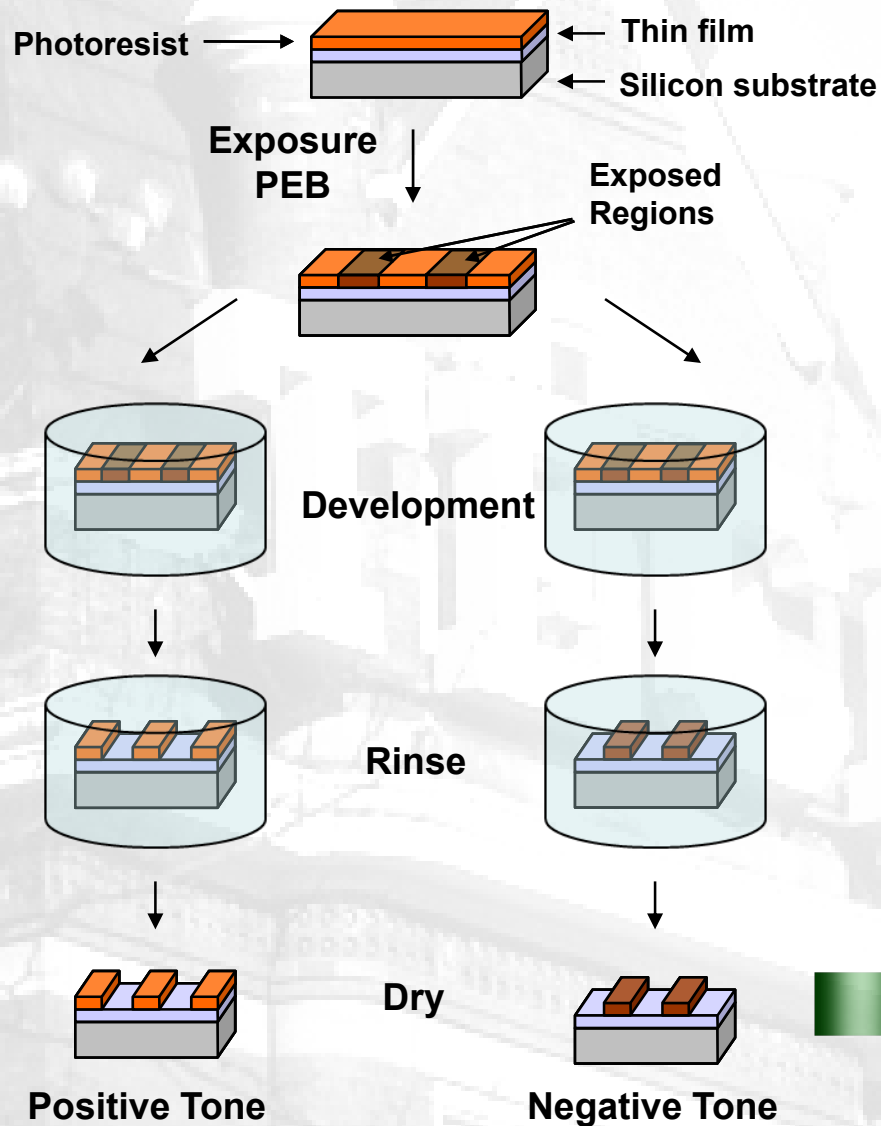 Photoresist
Thin film
Silicon substrate
Exposure
PEB
Exposed
Regions
Development
Rinse
Dry
Positive Tone
Negative Tone